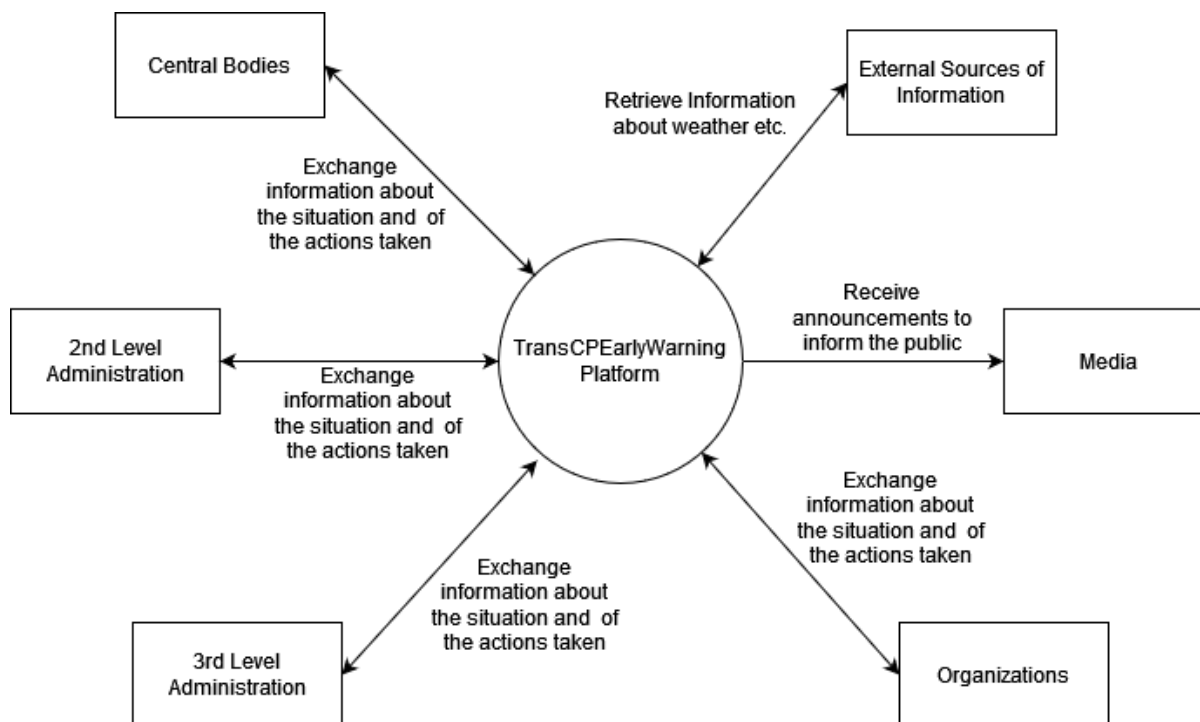 Central Bodies
External Sources of
Information
Retrieve Information
about weather etc.
Exchange
information about
the situation and of
the actions taken
Receive
announcements to
inform the public
2nd Level
Administration
TransCPEarlyWarning
Platform
Media
Exchange
information about
the situation and of
the actions taken
Exchange
information about
the situation and of
the actions taken
Exchange
information about
the situation and of
the actions taken
3rd Level
Administration
Organizations